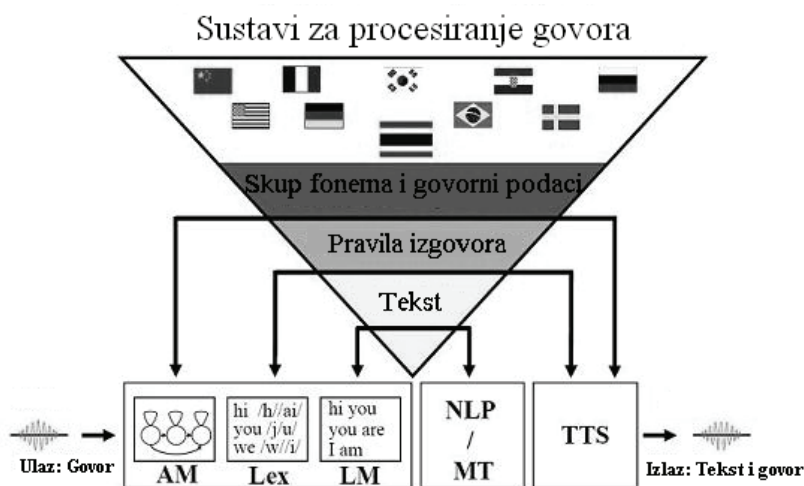 Sustavi za procesiranje govora
Skup fonema i govorni podaci
Pravila izgovora
Tekst
hi /h//ai/
you /j/u/
we /w//i/
hi you
you are
I am
AM
Lex
LM
NLP
/
MT
TTS
Ulaz: Govor
Izlaz: Tekst i govor